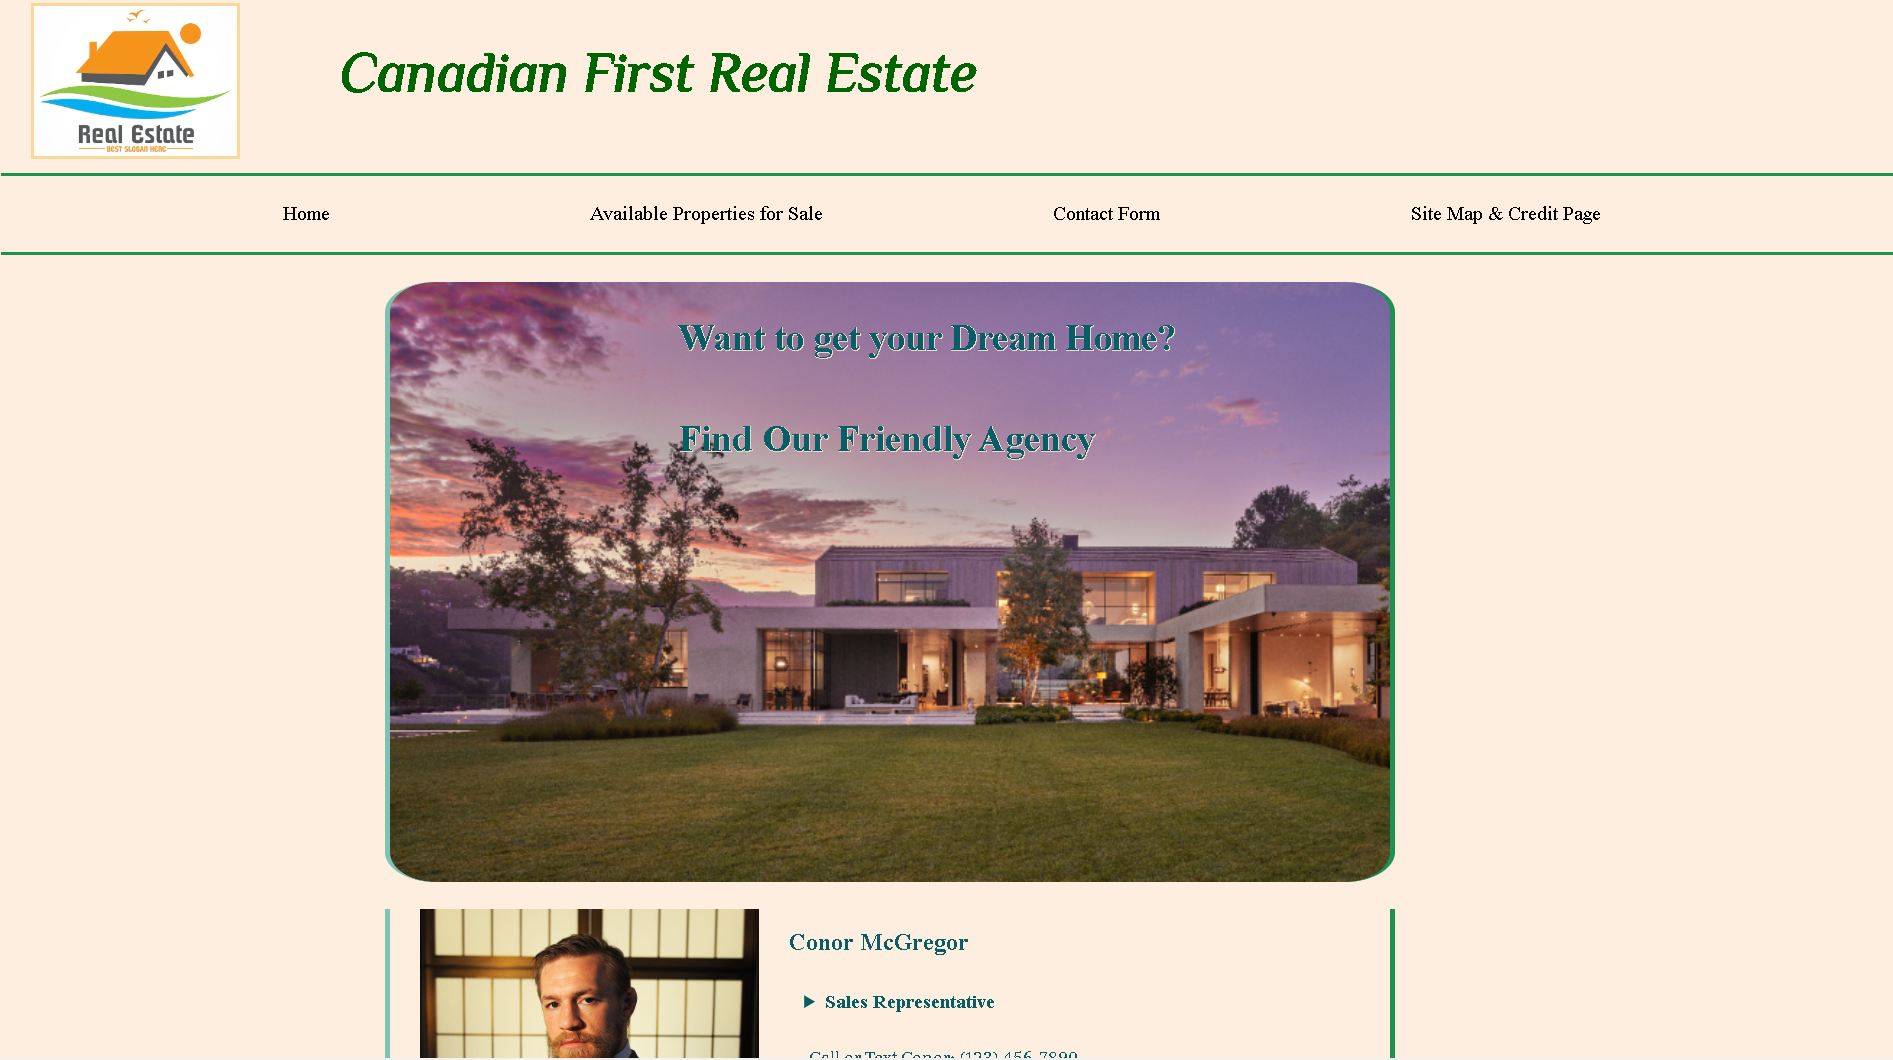 Real Estate
BEST SLOGAN HERE
Canadian First Real Estate
Home
Available Properties for Sale
Contact Form
Site Map & Credit Page
Want to get your Dream Home?
Find Our Friendly Agency
Conor McGregor
Sales Representative
Call or Text Conor: (123) 456-7890